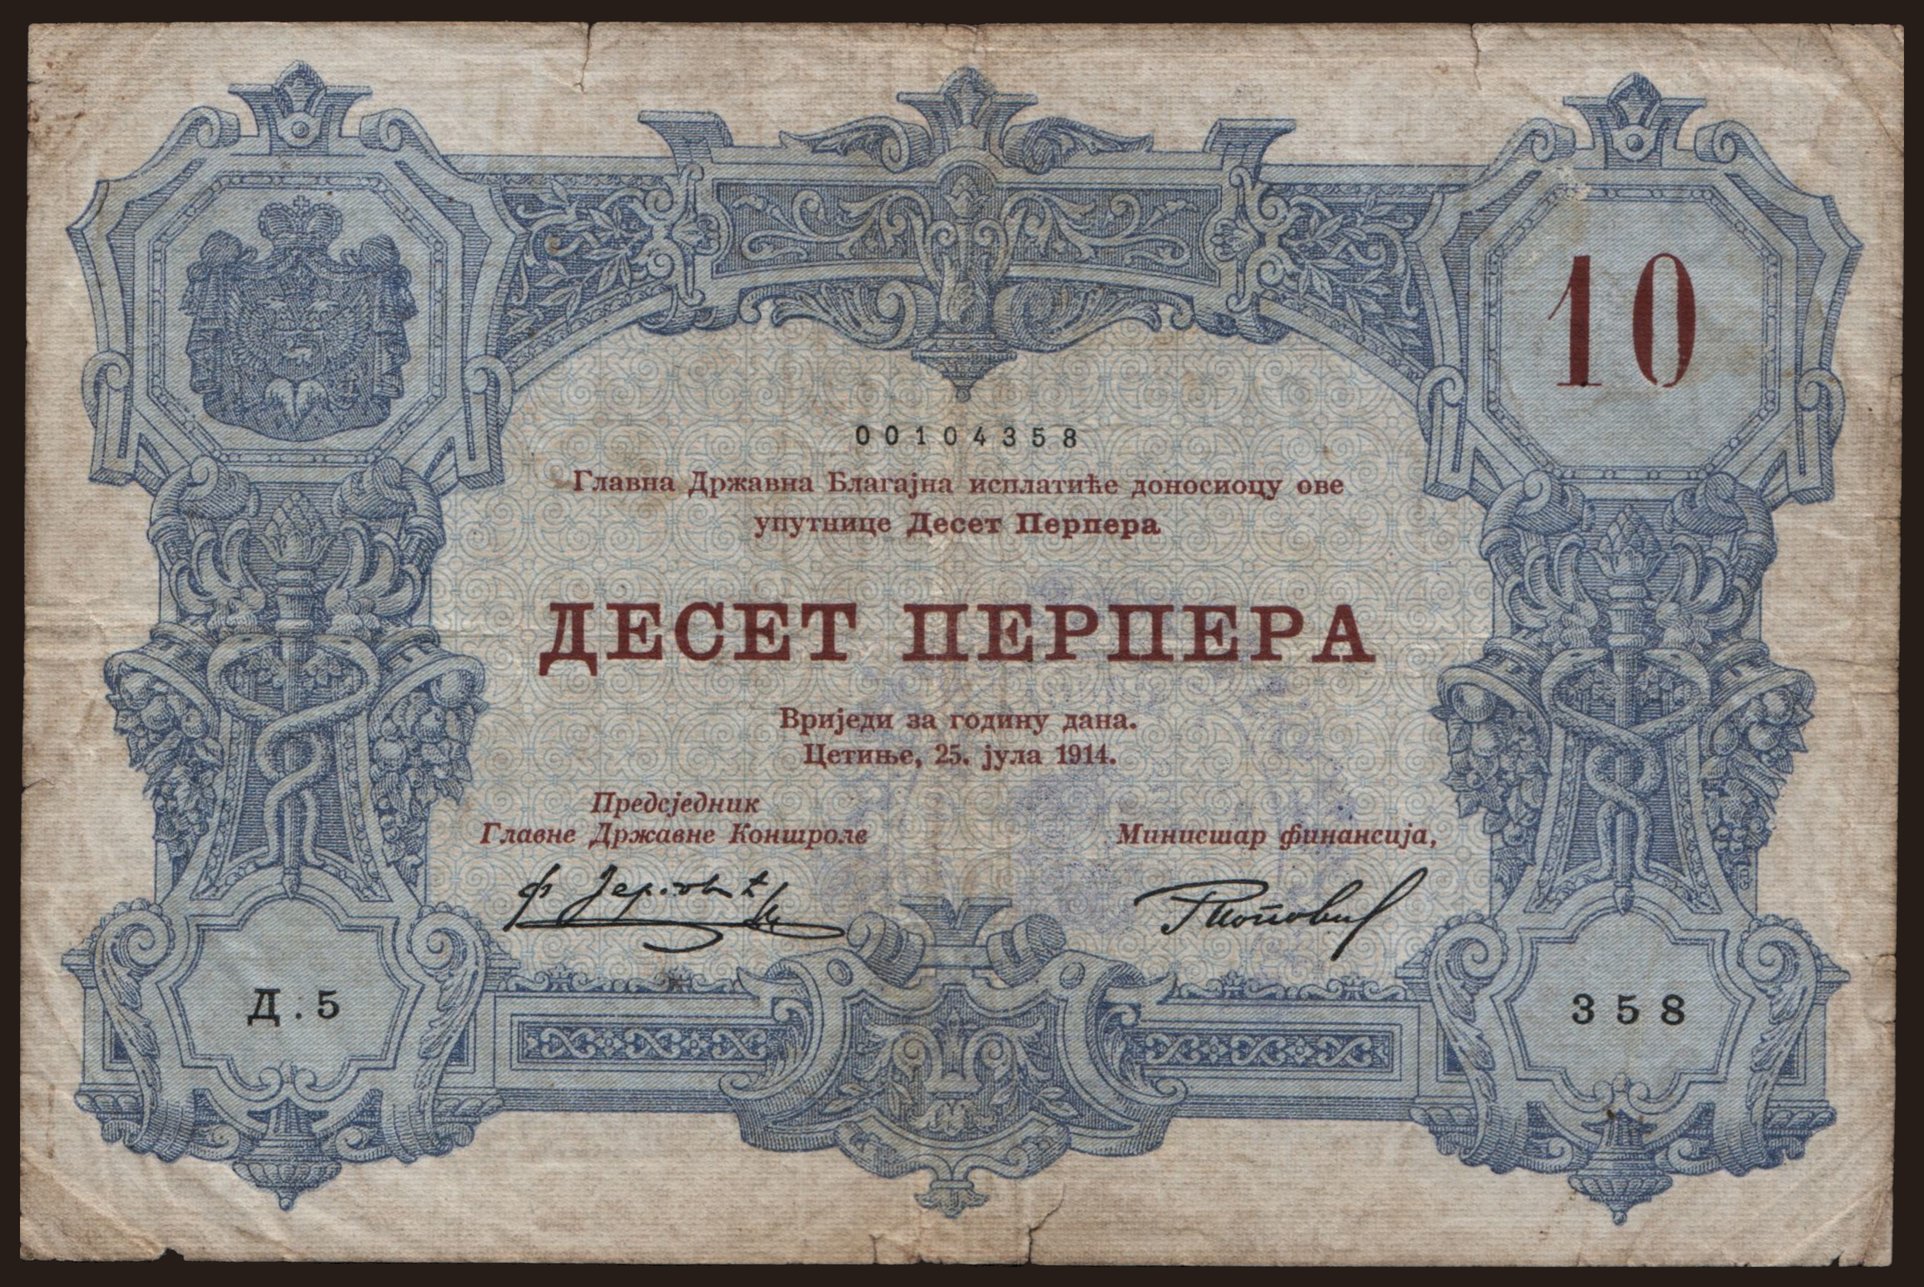 10
00104358
Главна Државна Благајна исплатиће доносиоцу ове
упутнице Десет Перпера
ДЕСЕТ ПЕРПЕРА
Вриједи за годину дана.
Цетиње, 25. јула 1914.
Предсједник
Главне Државне Контроле
Министар финансија,
Д . 5
358